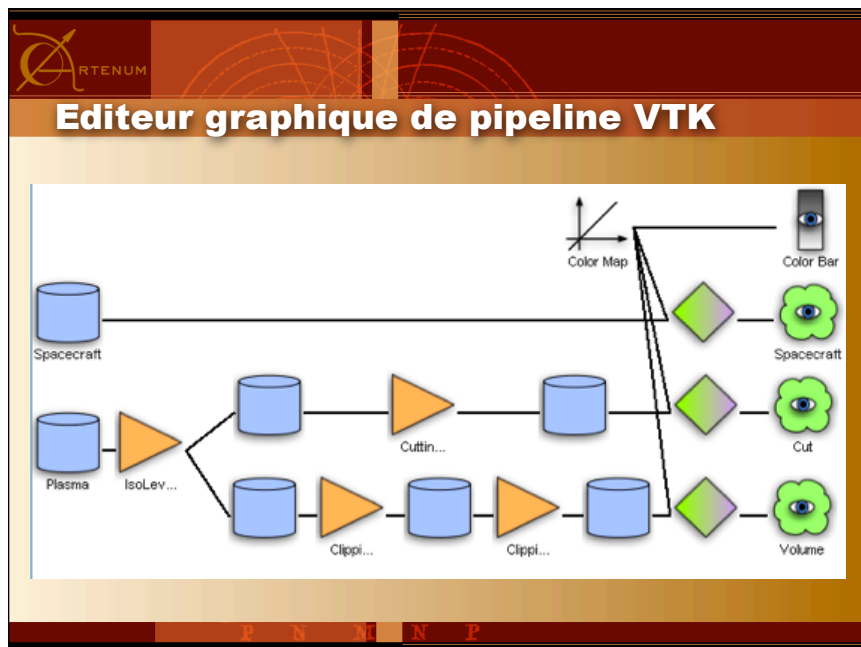 ARTENUM
Editeur graphique de pipeline VTK
Color Map
Color Bar
Spacecraft
Spacecraft
Cuttin...
Cut
Plasma
IsoLev...
Clippi...
Clippi...
Volume
P N M N P